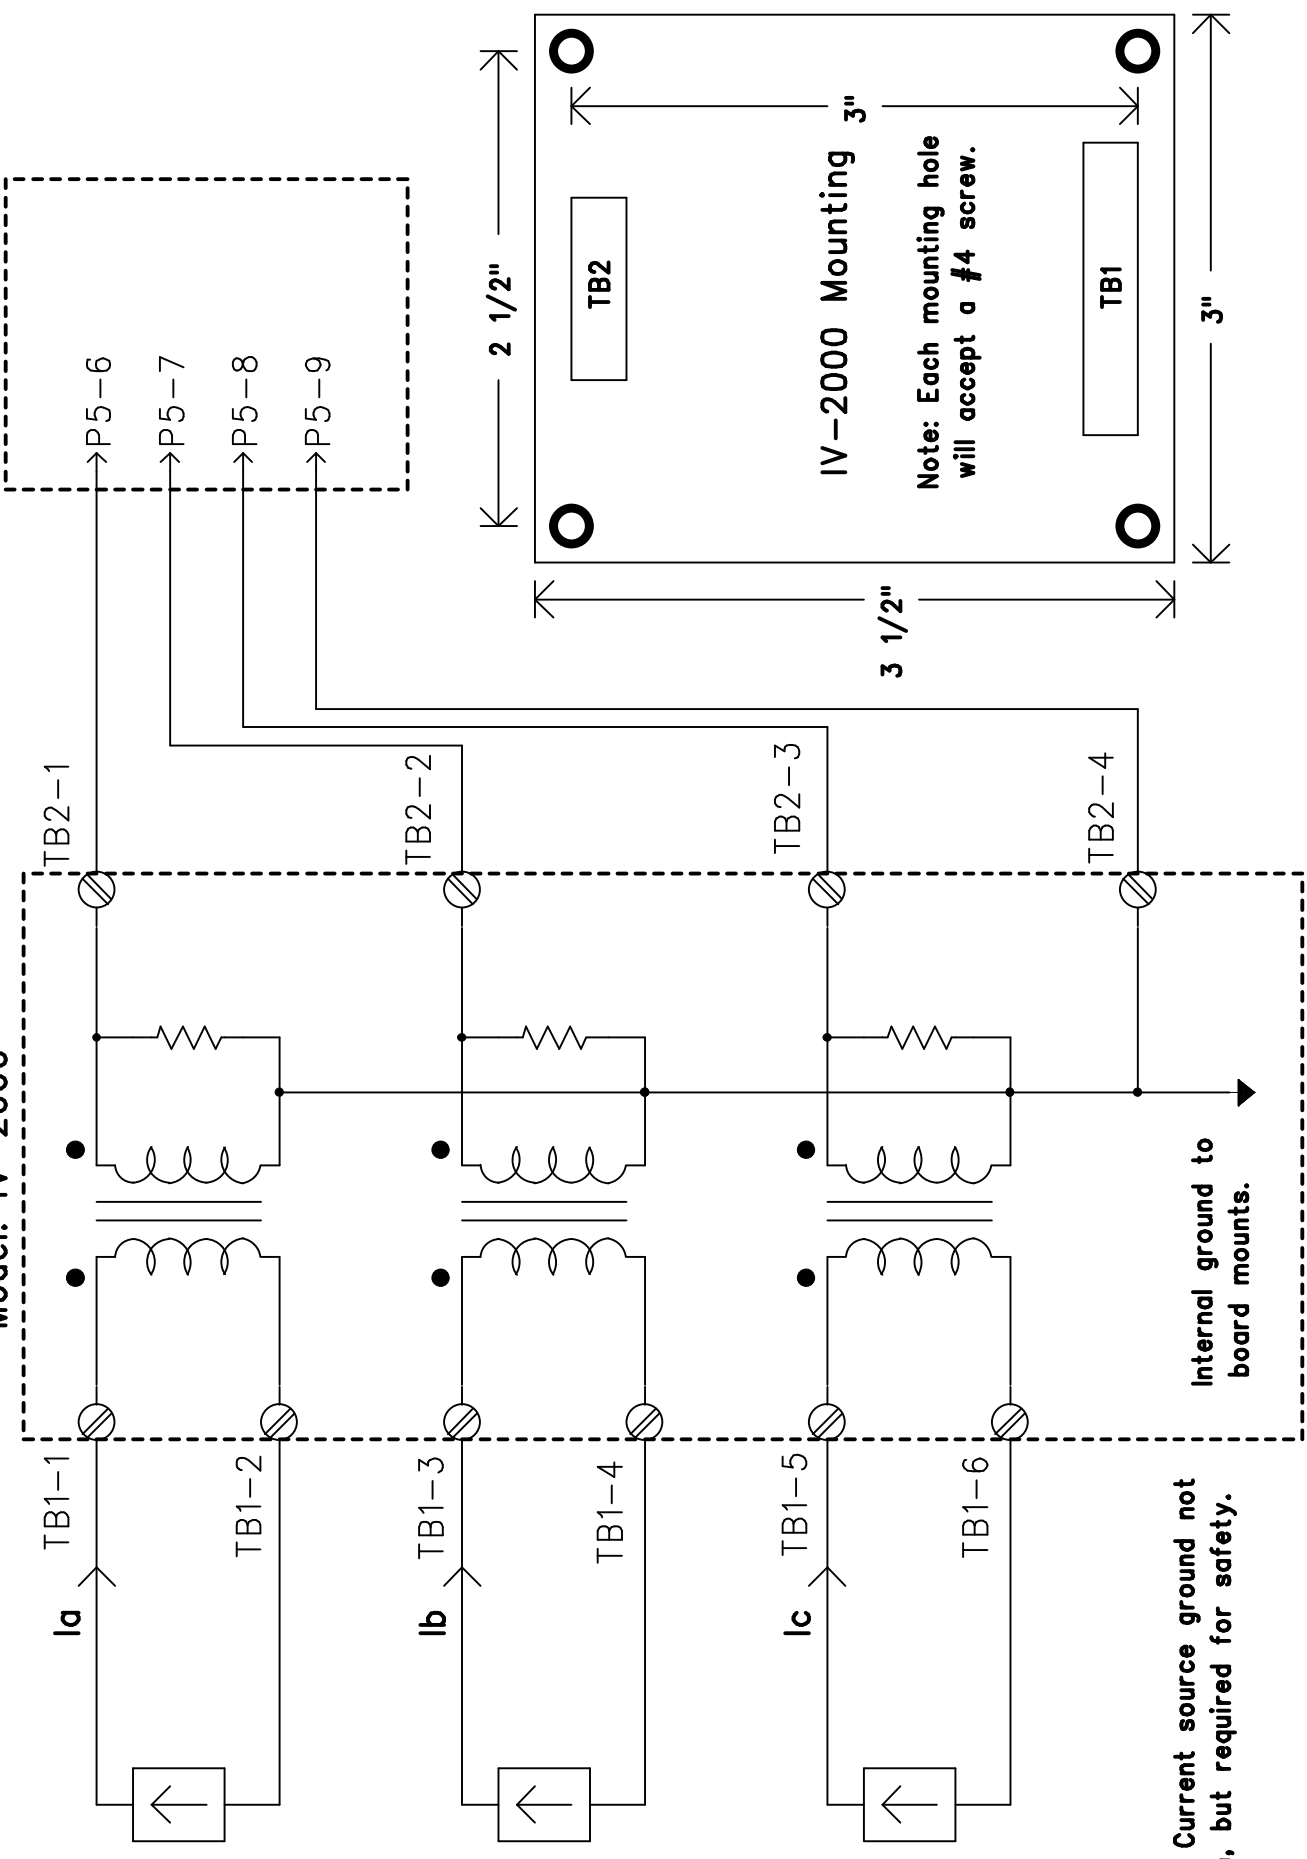 Model: IV-2000
Ia
TB1-1
TB1-2
Ib
TB1-3
TB1-4
Ic
TB1-5
TB1-6
TB2-1
TB2-2
TB2-3
TB2-4
P5-6
P5-7
P5-8
P5-9
2 1/2"
TB2
3"
3 1/2"
IV-2000 Mounting
Note: Each mounting hole
will accept a #4 screw.
TB1
3"
Internal ground to
board mounts.
Current source ground not
, but required for safety.